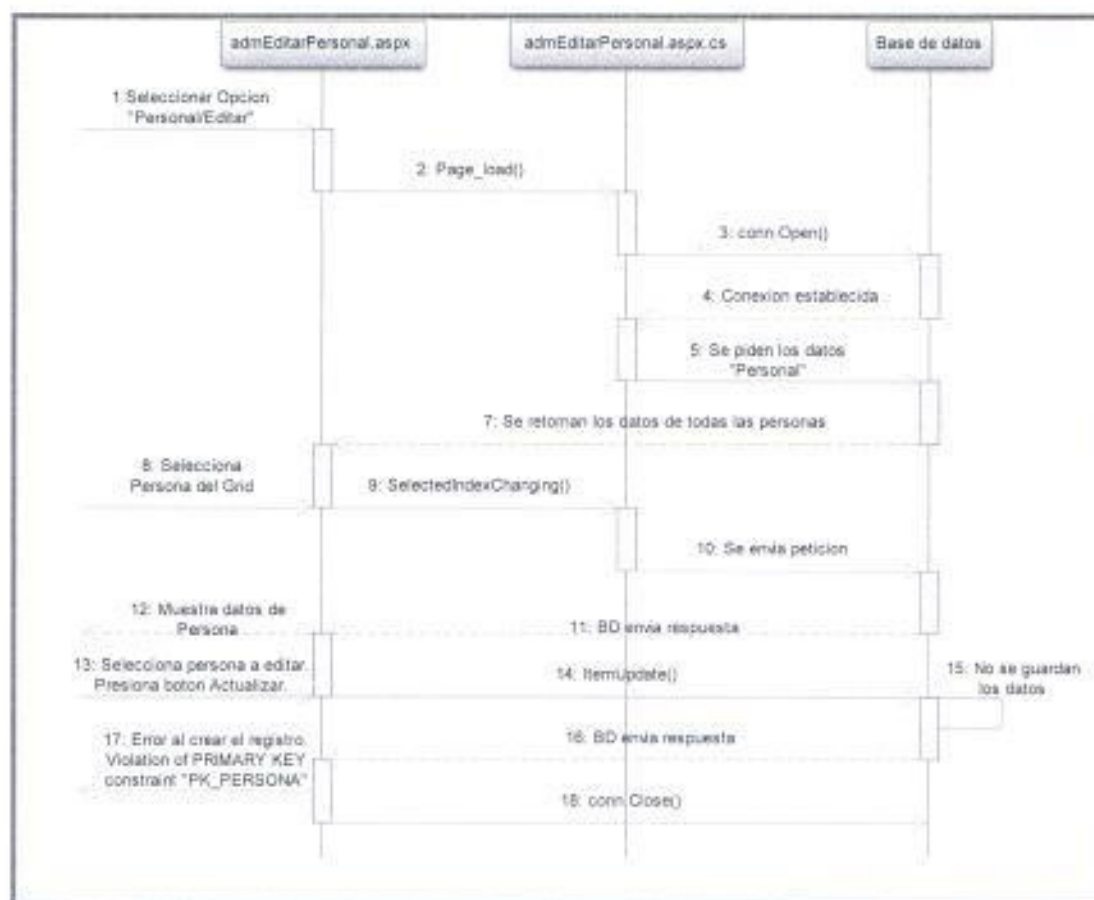 admEditarPersonal.aspx
admEditarPersonal.aspx.cs
Base de datos
1 Seleccionar Opcion
"Personal/Editar"
2: Page_load()
3: conn.Open()
4: Conexion establecida
5: Se piden los datos
"Personal"
7: Se retornan los datos de todas las personas
8: Selecciona
Persona del Grid
9: SelectedIndexChanging()
10: Se envia peticion
12: Muestra datos de
Persona
11: BD envia respuesta
13: Selecciona persona a editar.
Presiona boton Actualizar.
14: ItemUpdate()
15: No se guardan
los datos
17: Error al crear el registro.
Violation of PRIMARY KEY
constraint "PK_PERSONA"
16: BD envia respuesta
18: conn.Close()